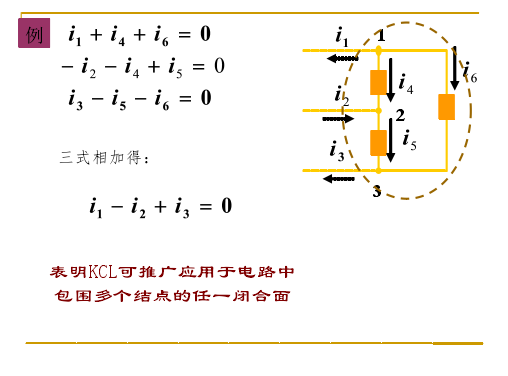 例
i₁ + i₄ + i₆ = 0
− i₂ − i₄ + i₅ = 0
i₃ − i₅ − i₆ = 0
三式相加得：
i₁ − i₂ + i₃ = 0
表明KCL可推广应用于电路中
包围多个结点的任一闭合面
i₁
1
i₆
i₄
i₂
2
i₅
i₃
3